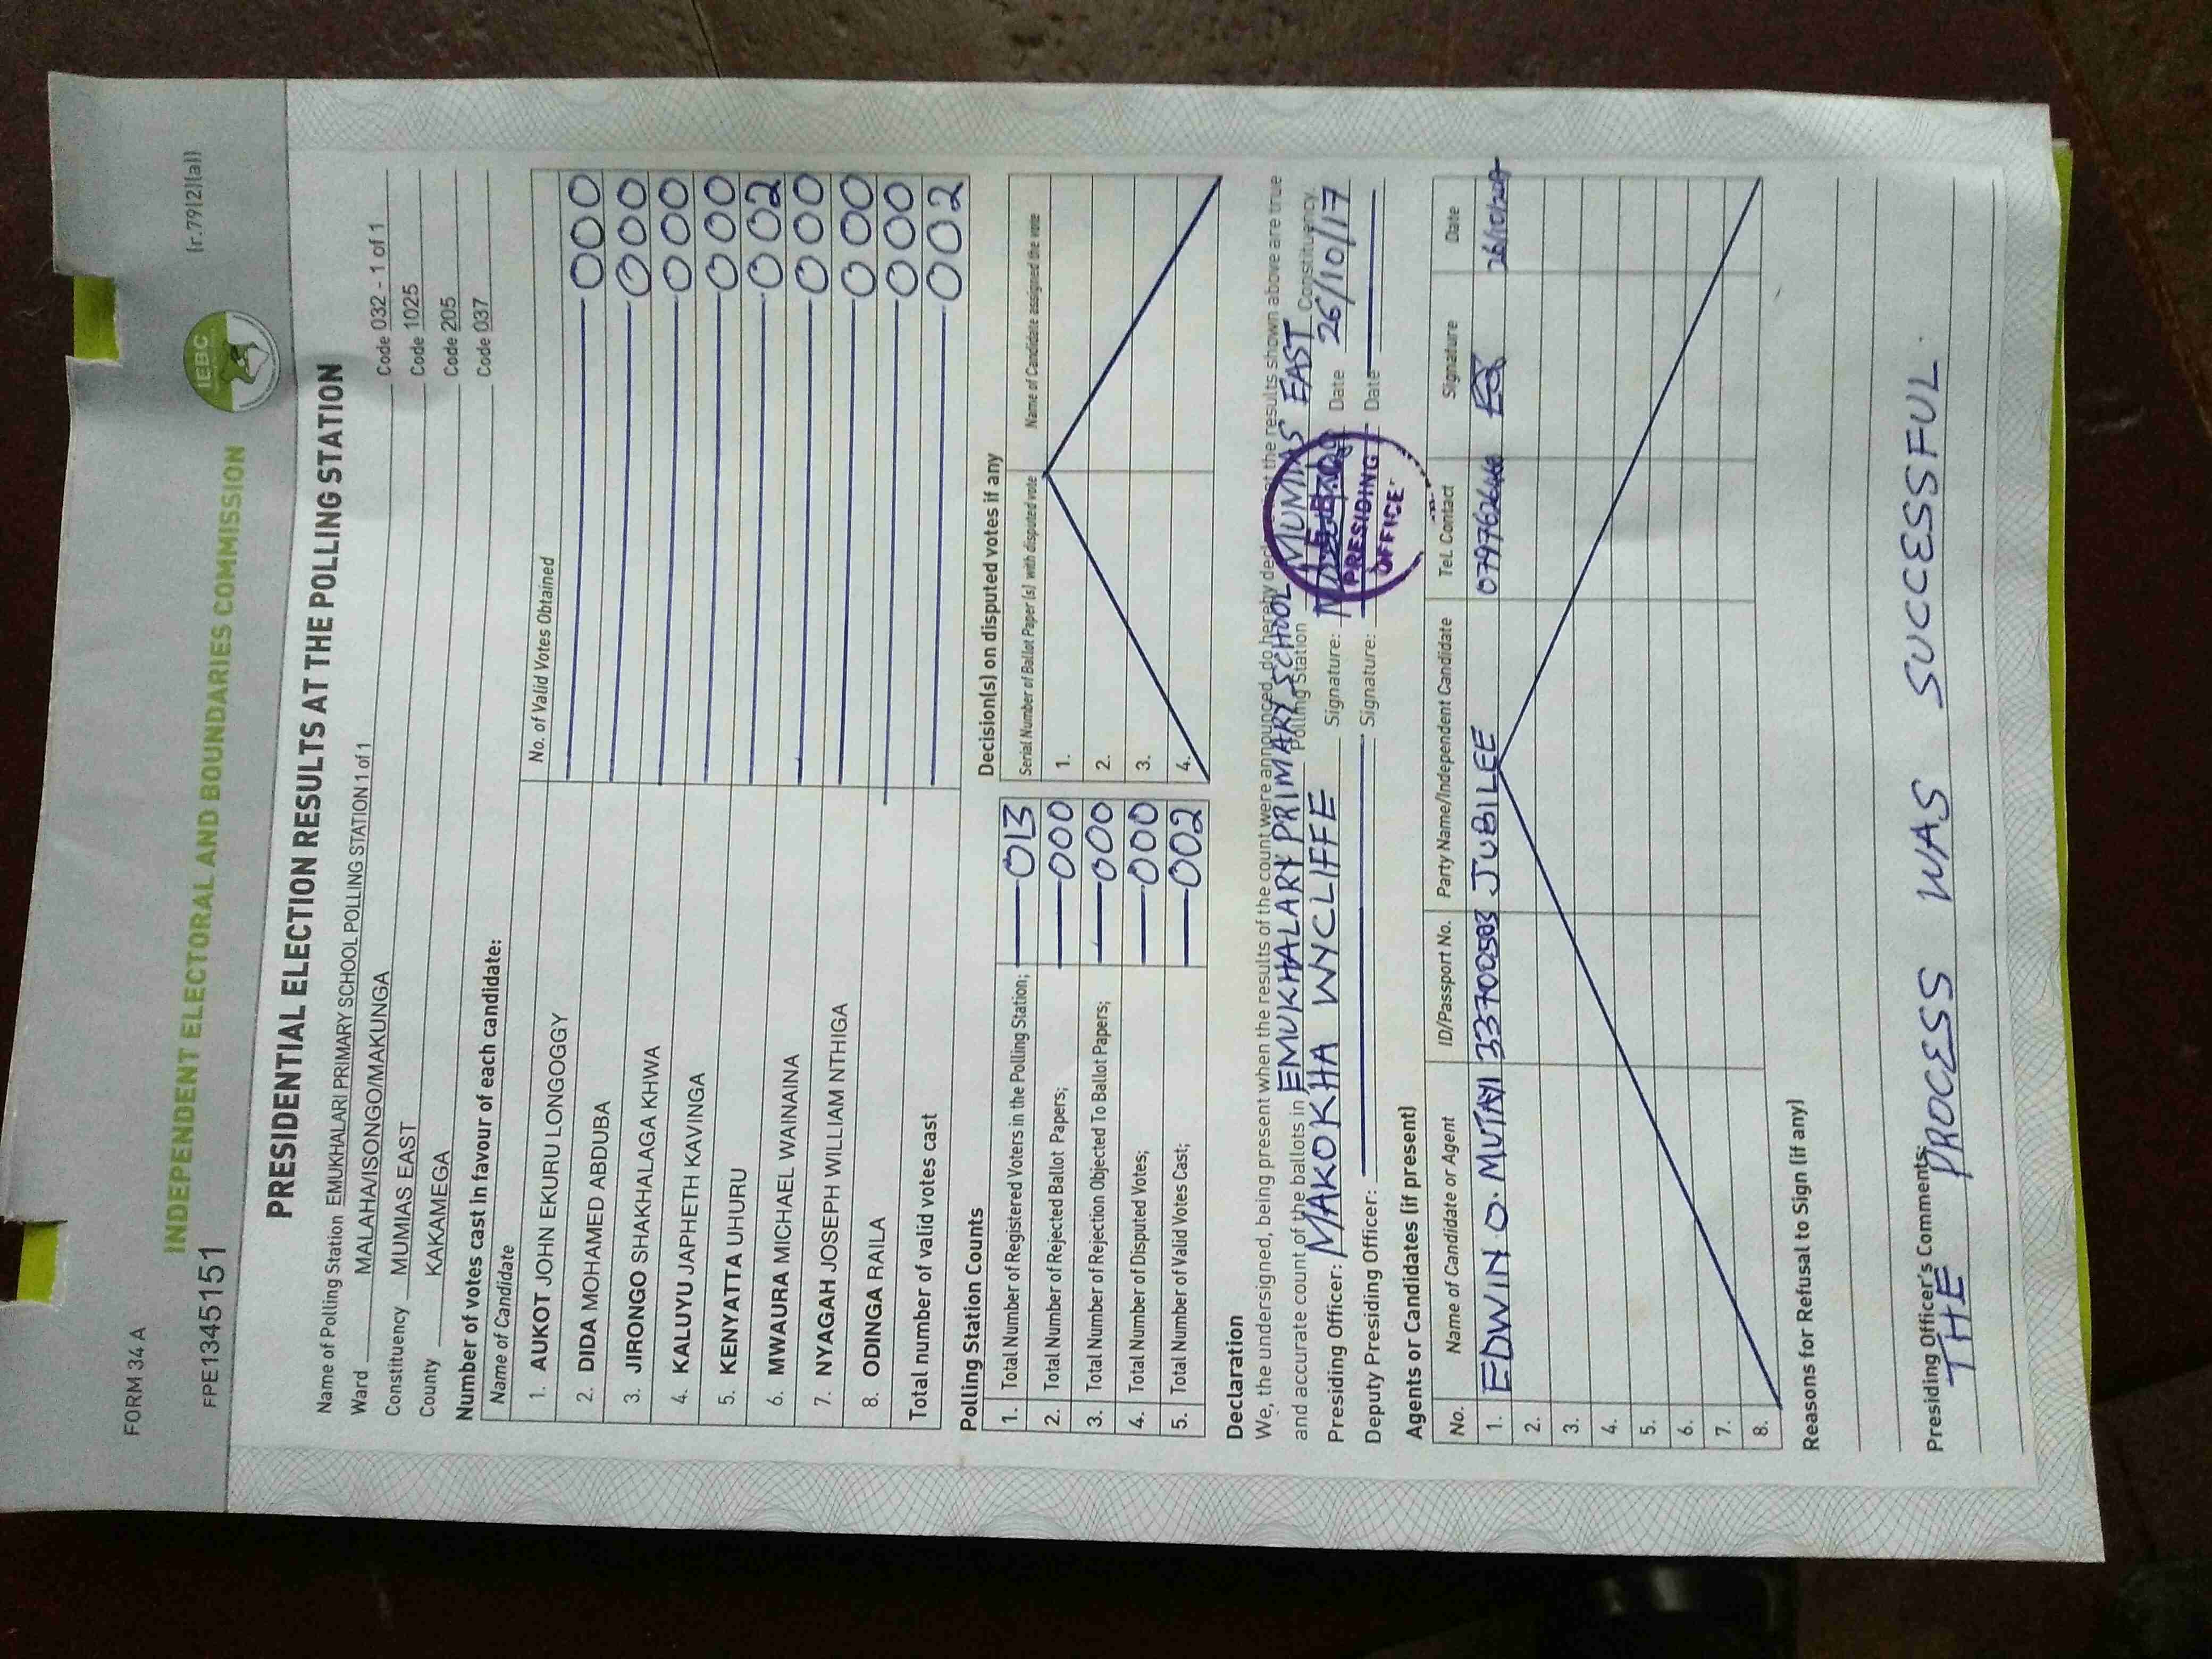 FORM 34 A
(r.79(2)(a))
FPE1345151
INDEPENDENT ELECTORAL AND BOUNDARIES COMMISSION
IEBC
PRESIDENTIAL ELECTION RESULTS AT THE POLLING STATION
Name of Polling Station EMUKHALARI PRIMARY SCHOOL POLLING STATION 1 of 1 Code 032 - 1 of 1
Ward MALAHA/ISONGO/MAKUNGA Code 1025
Constituency MUMIAS EAST Code 205
County KAKAMEGA Code 037
Number of votes cast in favour of each candidate:
Name of Candidate No. of Valid Votes Obtained
1. AUKOT JOHN EKURU LONGOGGY 000
2. DIDA MOHAMED ABDUBA 000
3. JIRONGO SHAKHALAGA KHWA 000
4. KALUYU JAPHETH KAVINGA 000
5. KENYATTA UHURU 002
6. MWAURA MICHAEL WAINAINA 000
7. NYAGAH JOSEPH WILLIAM NTHIGA 000
8. ODINGA RAILA 000
Total number of valid votes cast 002
Polling Station Counts
1. Total Number of Registered Voters in the Polling Station; 013
2. Total Number of Rejected Ballot Papers; 000
3. Total Number of Rejection Objected To Ballot Papers; 000
4. Total Number of Disputed Votes; 000
5. Total Number of Valid Votes Cast; 002
Decision(s) on disputed votes if any
Serial Number of Ballot Paper (s) with disputed vote Name of Candidate assigned the vote
1.
2.
3.
4.
Declaration
We, the undersigned, being present when the results of the count were announced, do hereby declare that the results shown above are true
and accurate count of the ballots in EMUKHALARY PRIMARY SCHOOL Polling Station MUMIAS EAST Constituency.
Presiding Officer: MAKOKHA WYCLIFFE Signature: Date 26/10/17
Deputy Presiding Officer: Signature: Date
PRESIDING
OFFICE
Agents or Candidates (if present)
No. Name of Candidate or Agent ID/Passport No. Party Name/Independent Candidate Tel. Contact Signature Date
1. EDWIN O. MUTAYI 33700583 JUBILEE 26/10/2017
2.
3.
4.
5.
6.
7.
8.
Reasons for Refusal to Sign (if any)
Presiding Officer's Comments:
THE PROCESS WAS SUCCESSFUL.